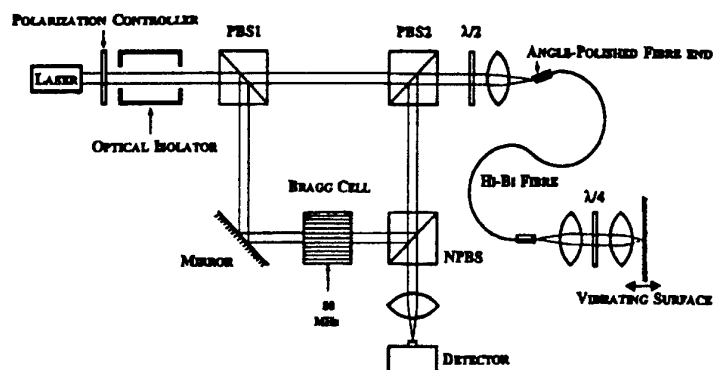 POLARIZATION CONTROLLER
PBS1
PBS2
λ/2
ANGLE-POLISHED FIBRE END
LASER
OPTICAL ISOLATOR
BRAGG CELL
HI-BI FIBRE
λ/4
MIRROR
NPBS
80
MHz
VIBRATING SURFACE
DETECTOR